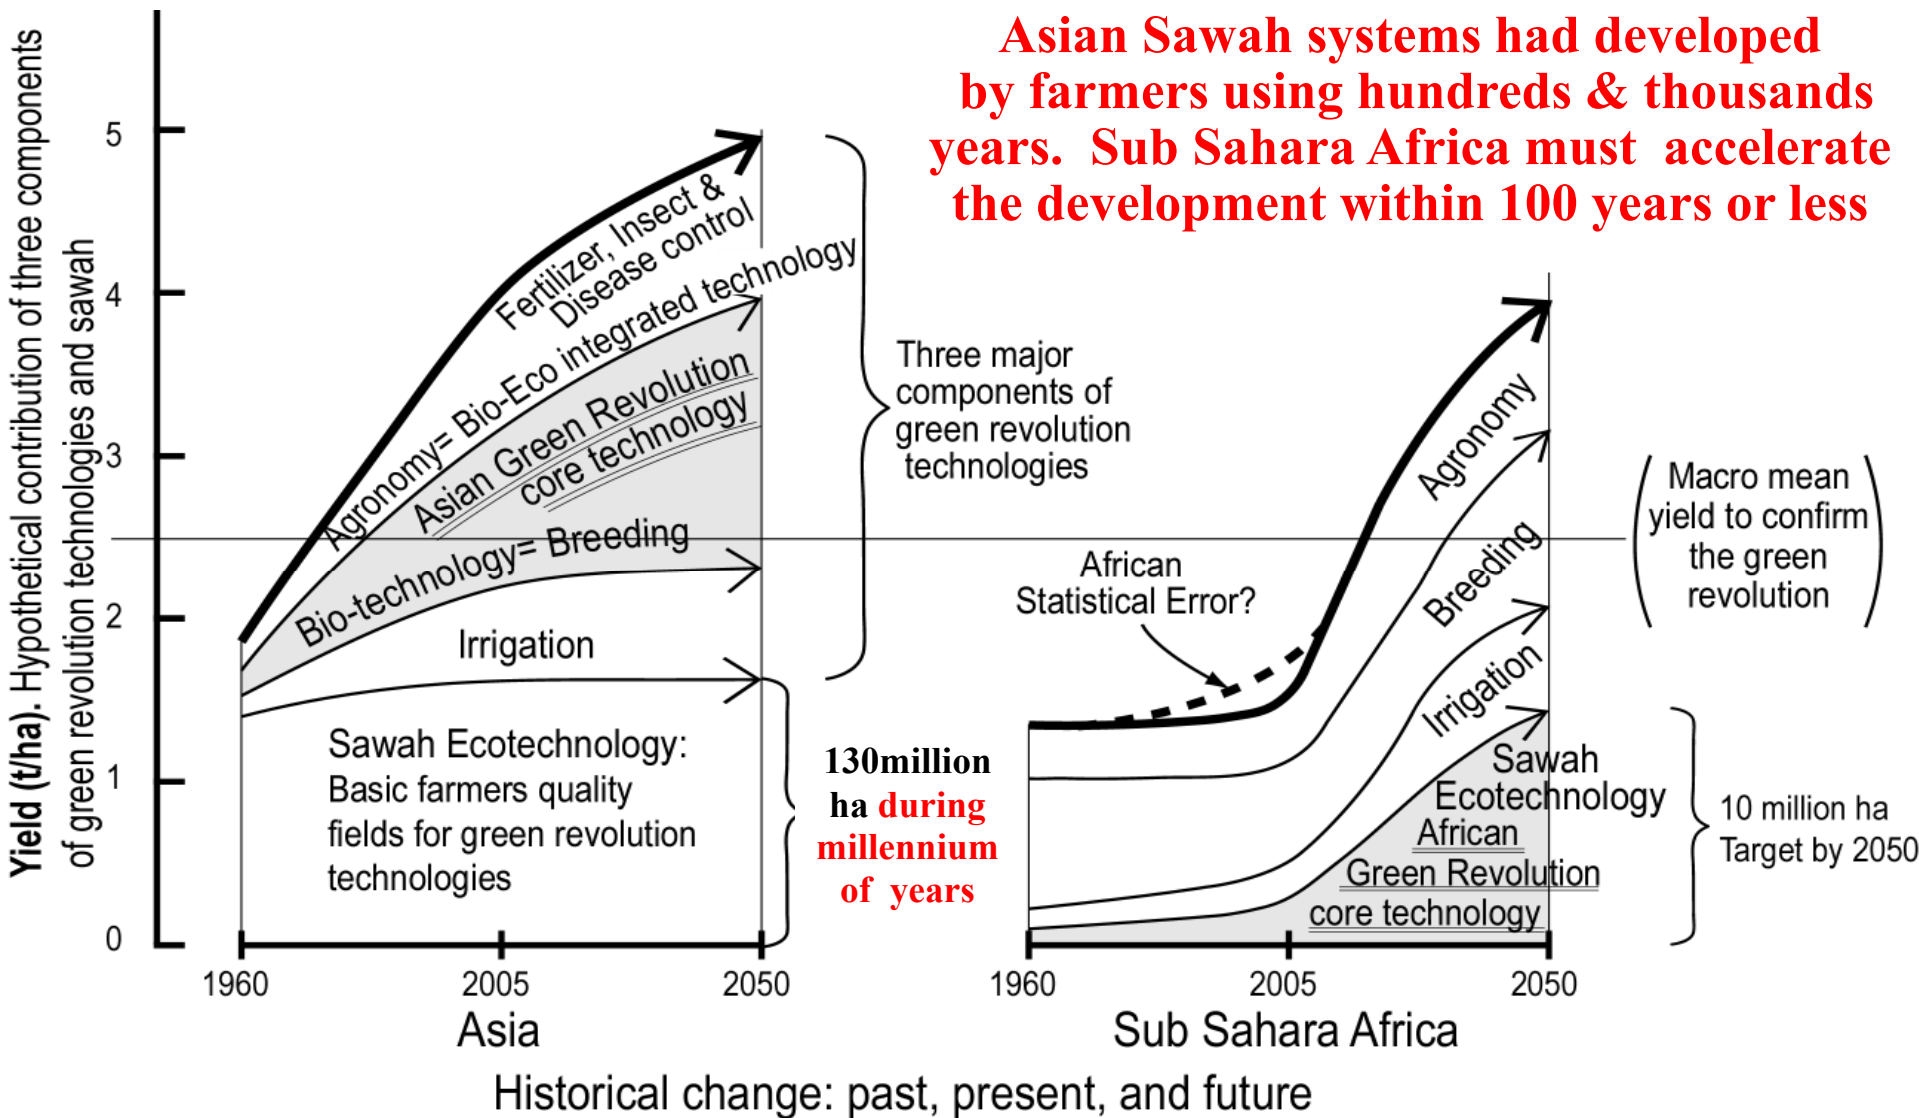 Asian Sawah systems had developed
by farmers using hundreds & thousands
years. Sub Sahara Africa must accelerate
the development within 100 years or less
Yield (t/ha). Hypothetical contribution of three components
of green revolution technologies and sawah
5
4
3
2
1
0
Fertilizer, Insect &
Disease control
Agronomy= Bio-Eco integrated technology
Asian Green Revolution
core technology
Bio-technology= Breeding
Irrigation
Sawah Ecotechnology:
Basic farmers quality
fields for green revolution
technologies
Three major
components of
green revolution
technologies
130million
ha during
millennium
of years
African
Statistical Error?
Agronomy
Breeding
Irrigation
Sawah
Ecotechnology
African
Green Revolution
core technology
Macro mean
yield to confirm
the green
revolution
10 million ha
Target by 2050
1960
2005
2050
1960
2005
2050
Asia
Sub Sahara Africa
Historical change: past, present, and future